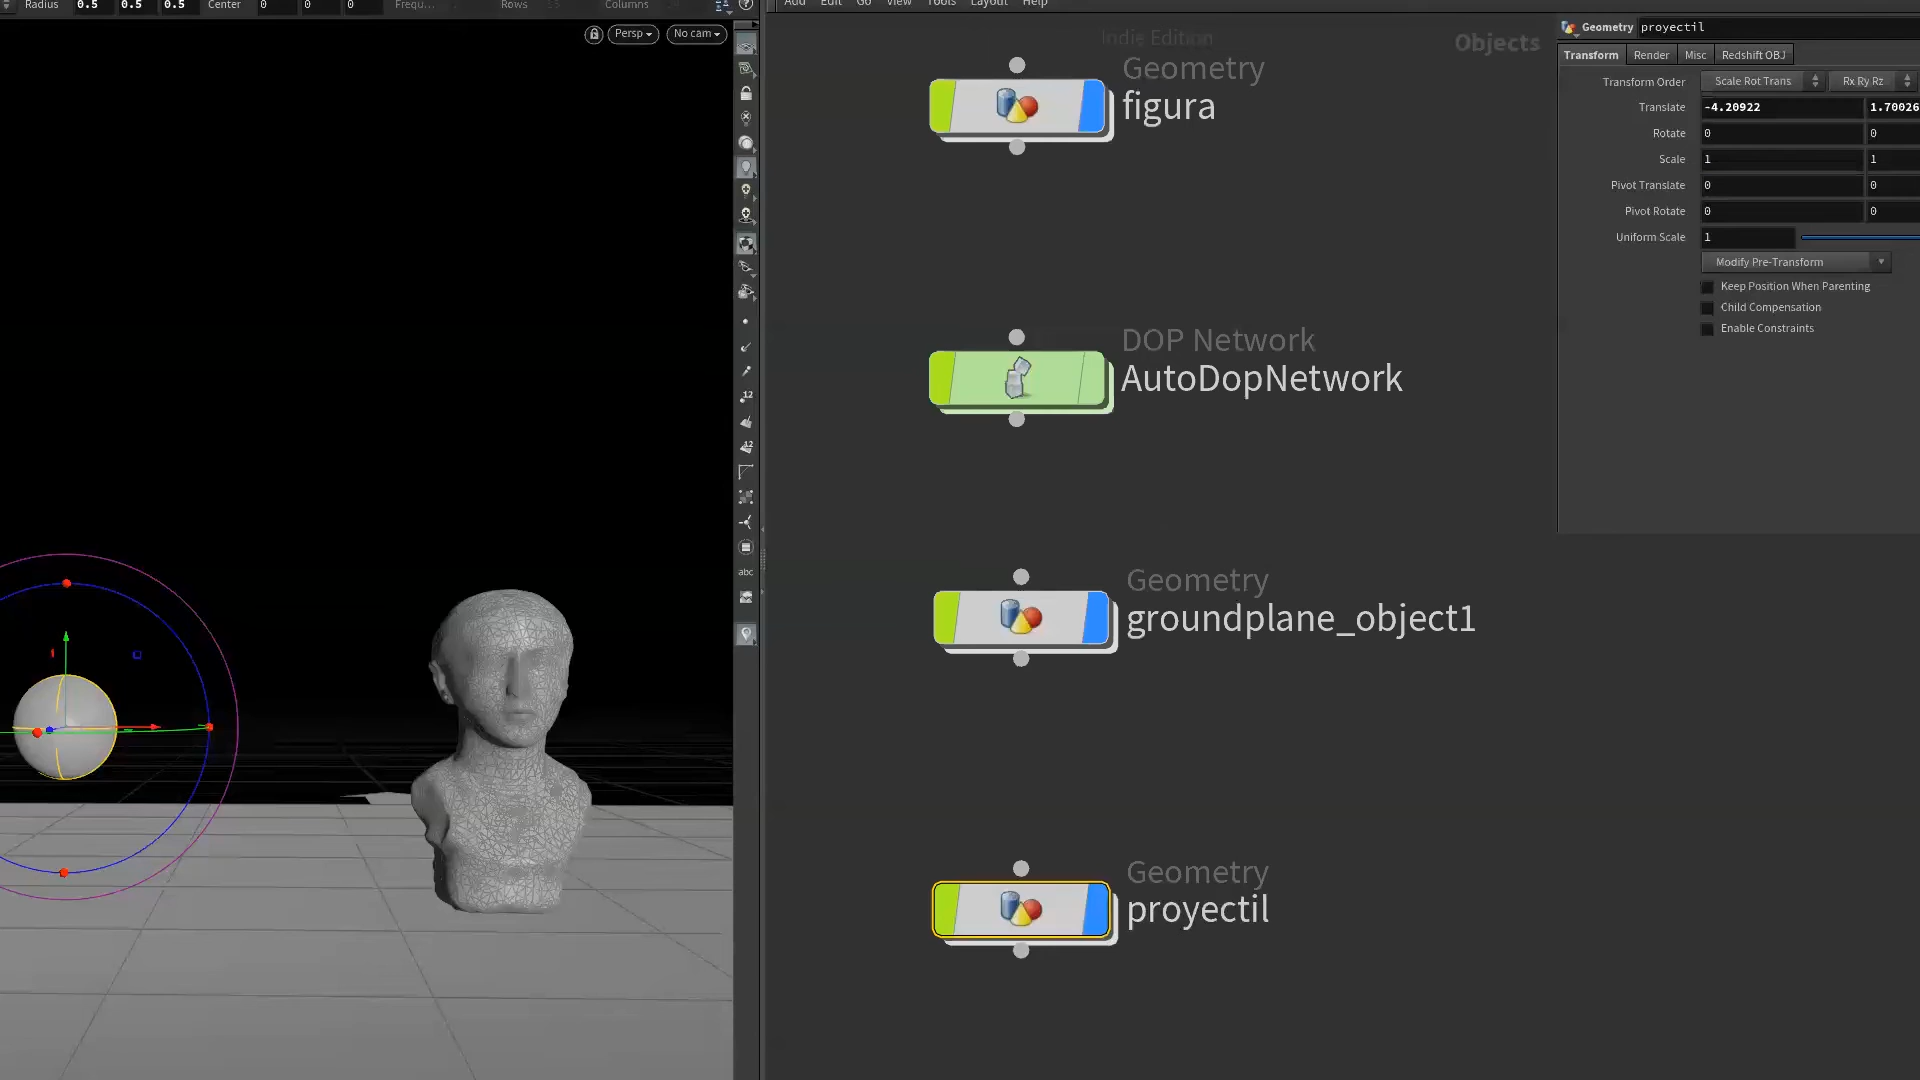 Radius 0.5 0.5 0.5 Center 0 0 0 Frequ... Rows Columns
Add Edit Go View Tools Layout Help
Persp No cam
Indie Edition
Objects
Geometry
figura
DOP Network
AutoDopNetwork
Geometry
groundplane_object1
Geometry
proyectil
12
12
abc
Geometry proyectil
Transform Render Misc Redshift OBJ
Transform Order Scale Rot Trans Rx Ry Rz
Translate -4.20922 1.70026
Rotate 0 0
Scale 1 1
Pivot Translate 0 0
Pivot Rotate 0 0
Uniform Scale 1
Modify Pre-Transform
Keep Position When Parenting
Child Compensation
Enable Constraints